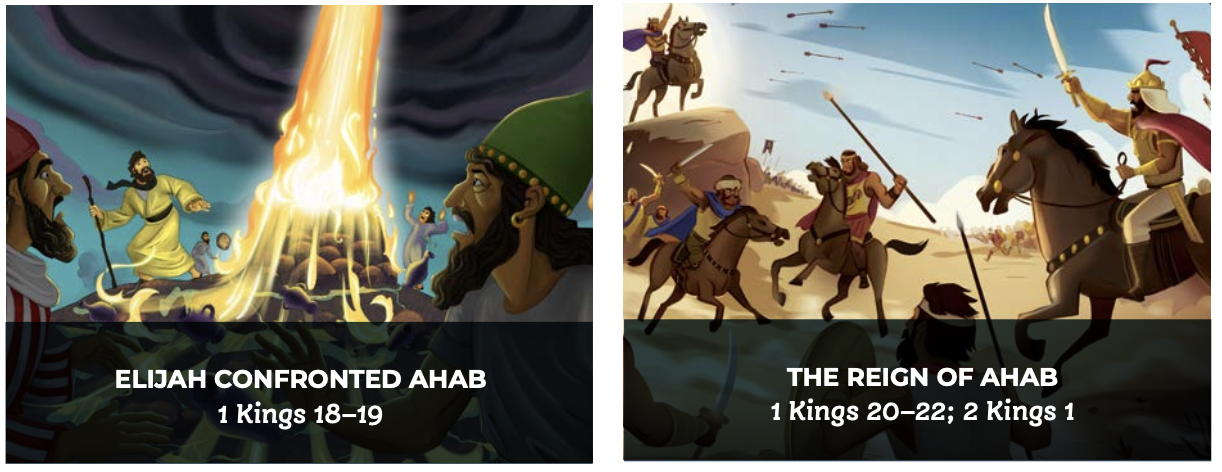 ELIJAH CONFRONTED AHAB
1 Kings 18–19
THE REIGN OF AHAB
1 Kings 20–22; 2 Kings 1